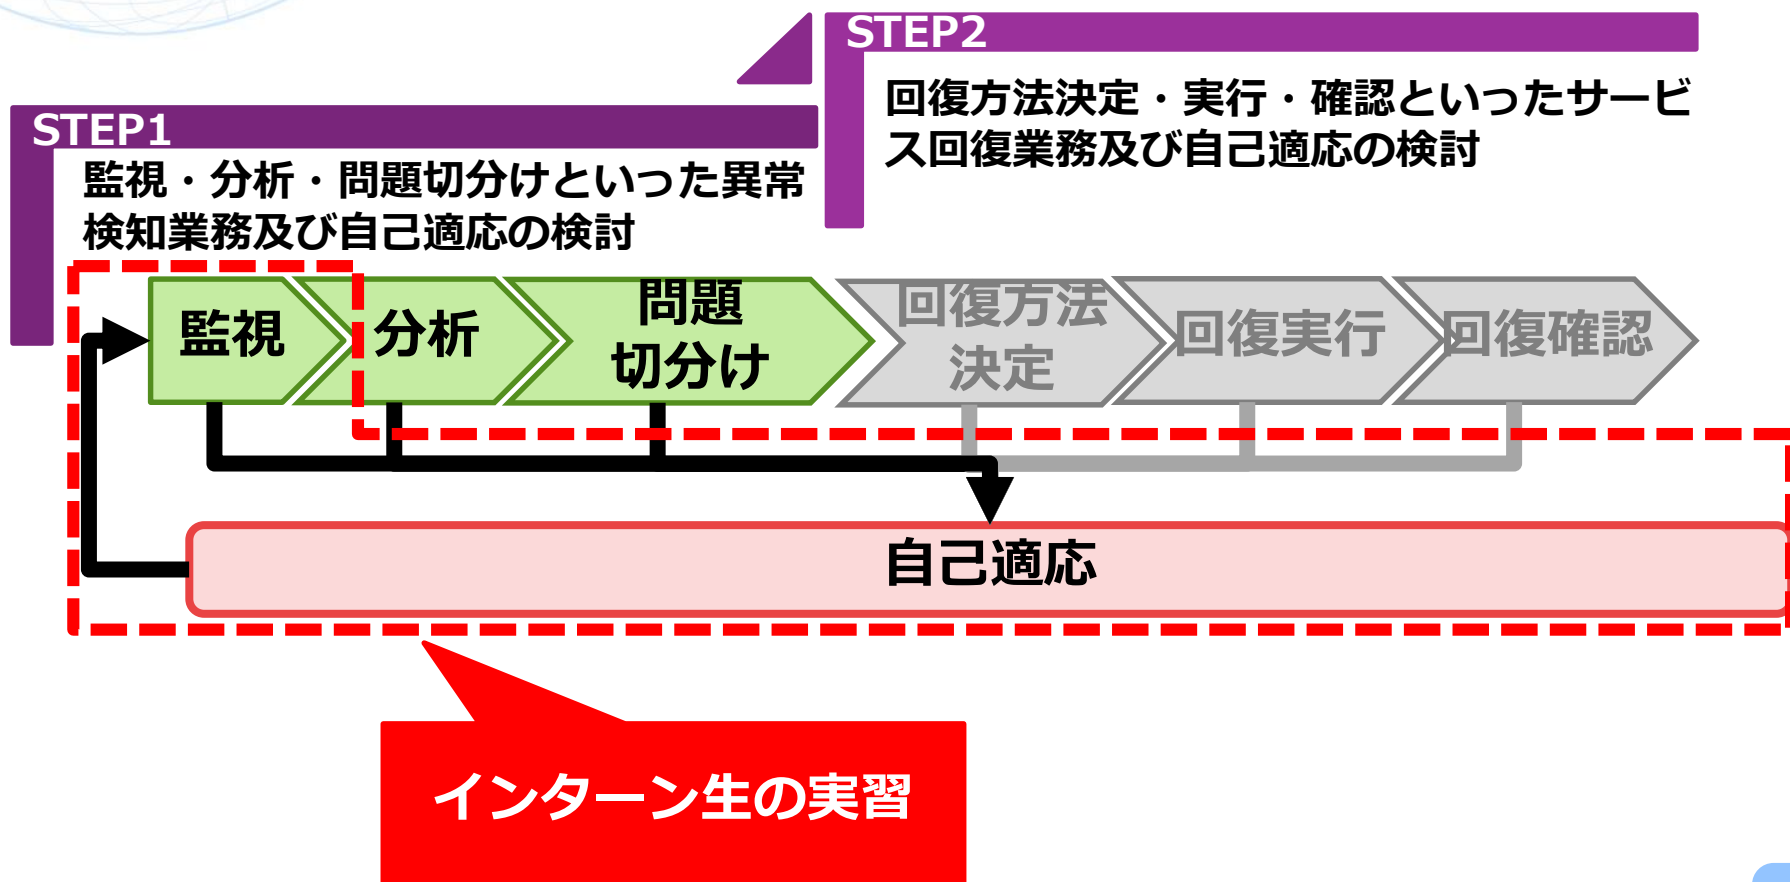 STEP1
監視・分析・問題切分けといった異常
検知業務及び自己適応の検討
STEP2
回復方法決定・実行・確認といったサービ
ス回復業務及び自己適応の検討
監視
分析
問題
切分け
回復方法
決定
回復実行
回復確認
自己適応
インターン生の実習